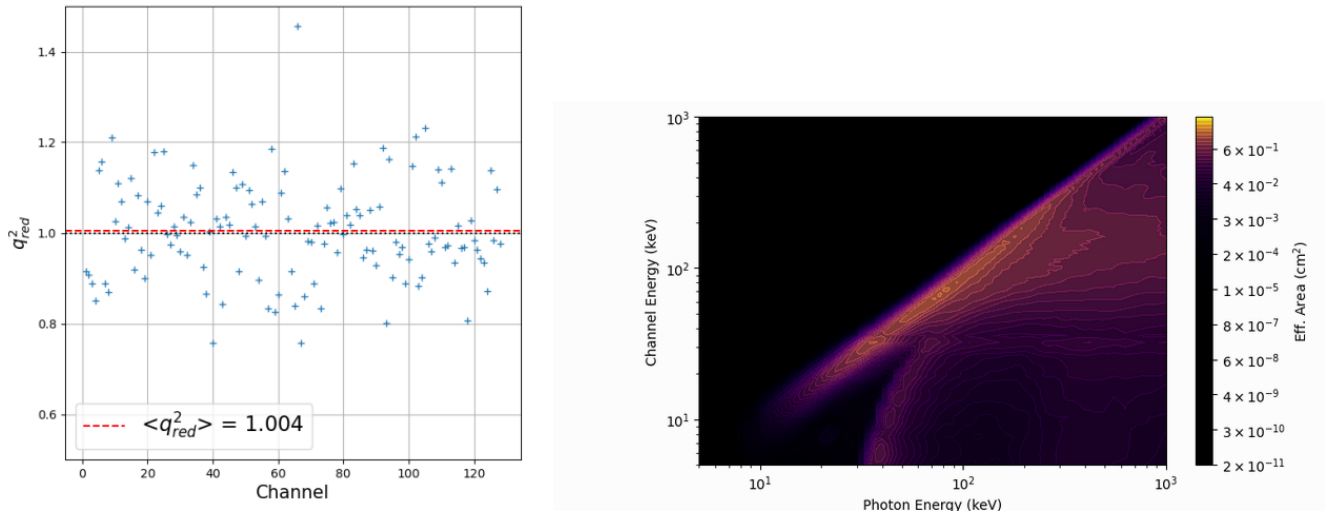 1.4
1.2
1.0
0.8
0.6
q²red
<q²red> = 1.004
0 20 40 60 80 100 120
Channel
10³
10²
10¹
Channel Energy (keV)
10¹ 10² 10³
Photon Energy (keV)
6 × 10⁻¹
4 × 10⁻²
3 × 10⁻³
2 × 10⁻⁴
1 × 10⁻⁵
8 × 10⁻⁷
6 × 10⁻⁸
4 × 10⁻⁹
3 × 10⁻¹⁰
2 × 10⁻¹¹
Eff. Area (cm²)